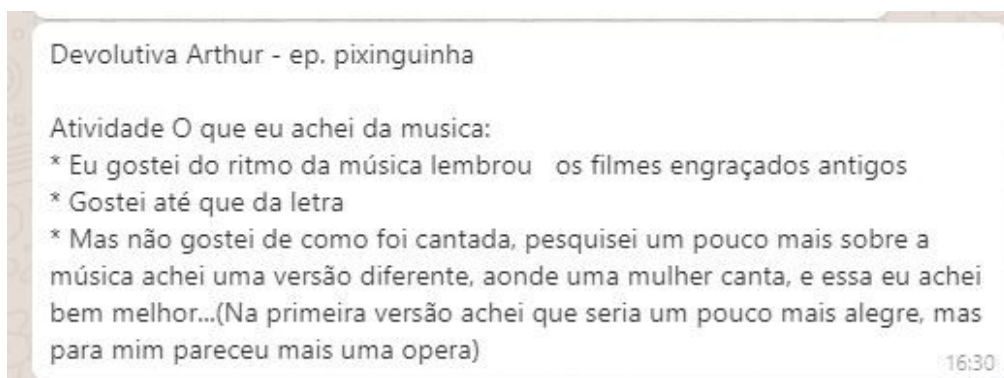 Devolutiva Arthur - ep. pixinguinha
Atividade O que eu achei da musica:
* Eu gostei do ritmo da música lembrou   os filmes engraçados antigos
* Gostei até que da letra
* Mas não gostei de como foi cantada, pesquisei um pouco mais sobre a
música achei uma versão diferente, aonde uma mulher canta, e essa eu achei
bem melhor...(Na primeira versão achei que seria um pouco mais alegre, mas
para mim pareceu mais uma opera)
16:30